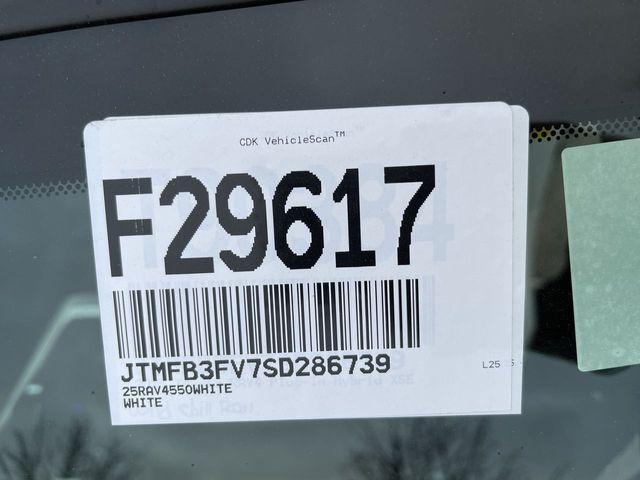 CDK VehicleScan™
F29617
JTMFB3FV7SD286739
25RAV4550WHITE
WHITE
L25